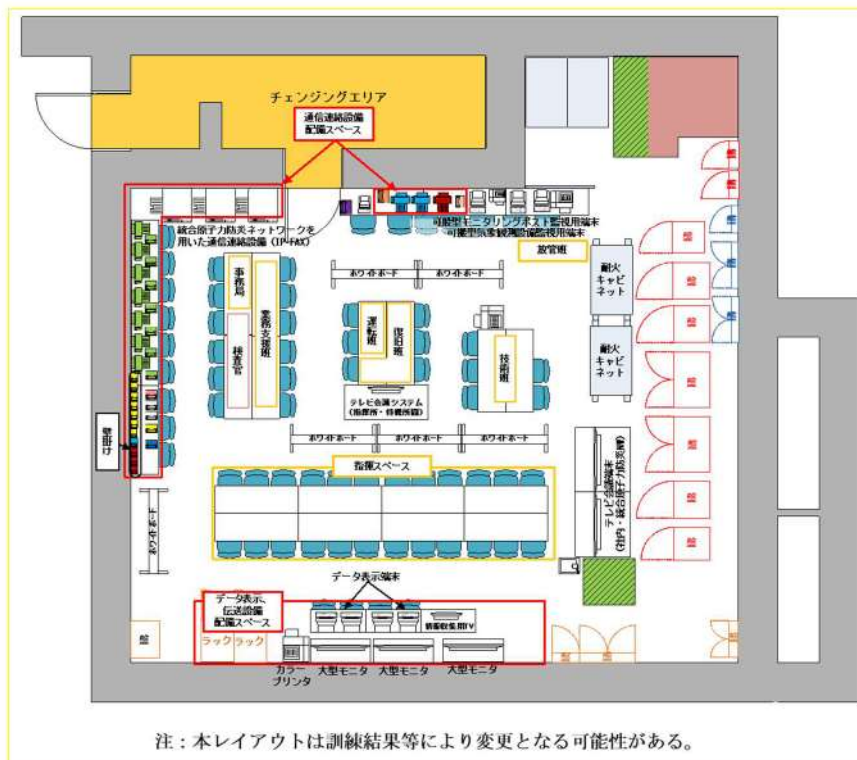 チェンジングエリア
通信連絡設備
配備スペース
統合原子力防災ネットワークを
用いた通信連絡設備（IP-FAX）
可搬型モニタリングポスト監視用端末
可搬型気象観測設備監視用端末
放管班
ホワイトボード
ホワイトボード
耐火
キャビ
ネット
耐火
キャビ
ネット
事務局
業務支援班
検査官
運転班
復旧班
技術班
テレビ会議システム
（指揮所・待機所間）
壁掛け
ホワイトボード
ホワイトボード
ホワイトボード
指揮スペース
テレビ会議端末
（社内・統合原子力防災NW）
ホワイトボード
データ表示端末
データ表示、
伝送設備
配備スペース
情報収集用TV
ラック
ラック
カラー
プリンタ
大型モニタ
大型モニタ
大型モニタ
注：本レイアウトは訓練結果等により変更となる可能性がある。